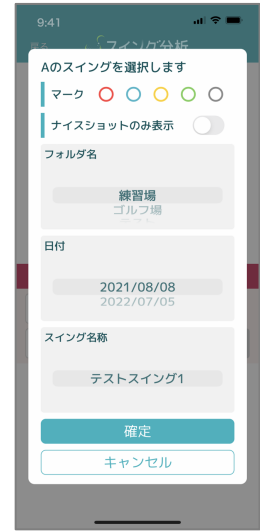 9:41
戻る
スイング分析
Aのスイングを選択します
マーク
ナイスショットのみ表示
フォルダ名
練習場
ゴルフ場
日付
2021/08/08
2022/07/05
スイング名称
テストスイング1
確定
キャンセル